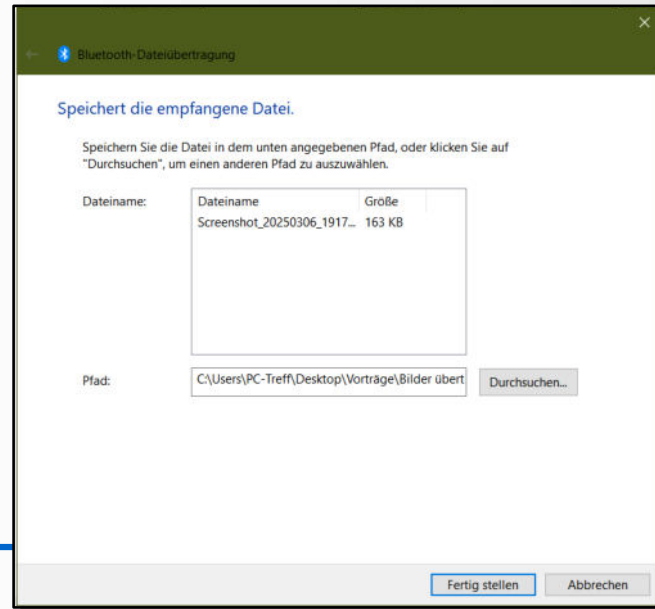 Bluetooth-Dateiübertragung
Speichert die empfangene Datei.
Speichern Sie die Datei in dem unten angegebenen Pfad, oder klicken Sie auf
"Durchsuchen", um einen anderen Pfad zu auszuwählen.
Dateiname:
Dateiname Größe
Screenshot_20250306_1917... 163 KB
Pfad: C:\Users\PC-Treff\Desktop\Vorträge\Bilder übert Durchsuchen...
Fertig stellen Abbrechen